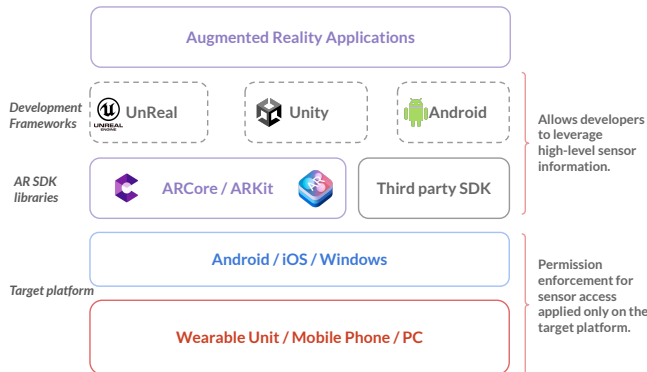 Augmented Reality Applications
Development
Frameworks
UNREAL
ENGINE
UnReal
Unity
Android
Allows developers
to leverage
high-level sensor
information.
AR SDK
libraries
ARCore / ARKit
Third party SDK
Android / iOS / Windows
Target platform
Permission
enforcement for
sensor access
applied only on the
target platform.
Wearable Unit / Mobile Phone / PC